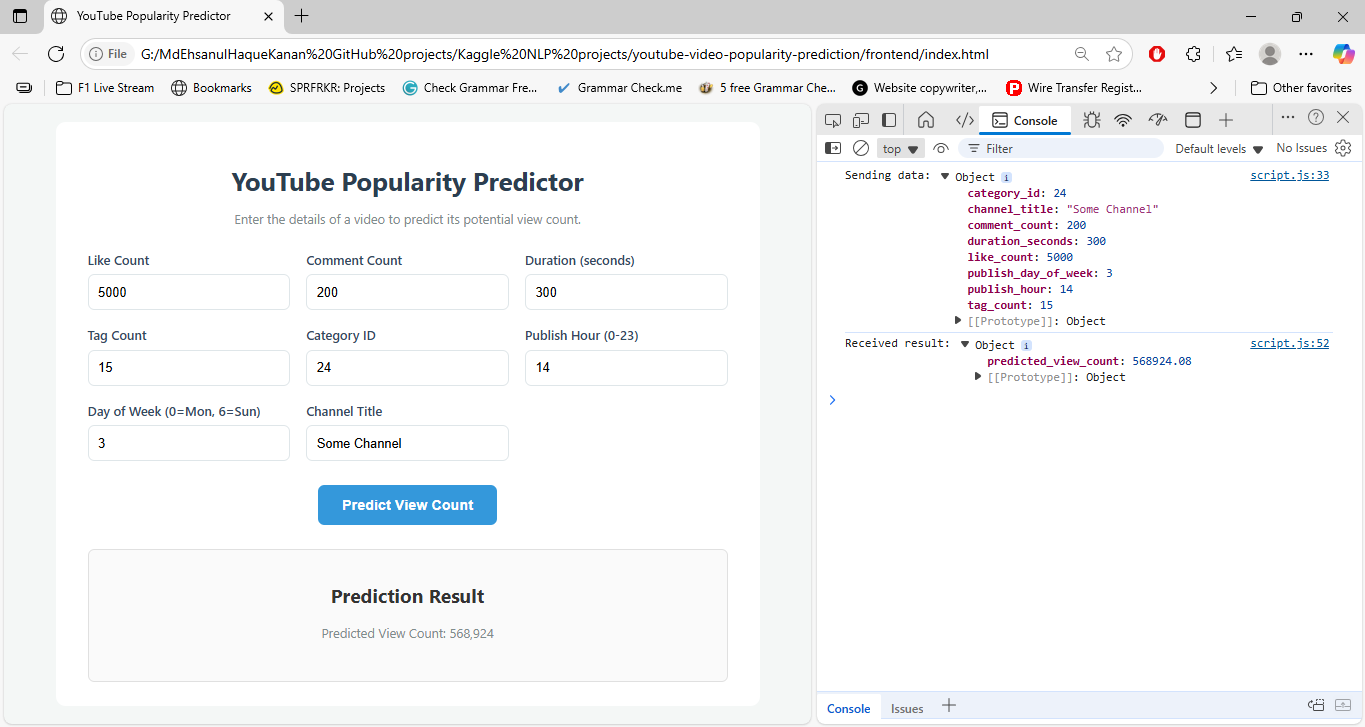 YouTube Popularity Predictor
File G:/MdEhsanulHaqueKanan%20GitHub%20projects/Kaggle%20NLP%20projects/youtube-video-popularity-prediction/frontend/index.html
F1 Live Stream Bookmarks SPRFRKR: Projects Check Grammar Fre... Grammar Check.me 5 free Grammar Che... Website copywriter,... Wire Transfer Regist... Other favorites
YouTube Popularity Predictor
Enter the details of a video to predict its potential view count.
Like Count Comment Count Duration (seconds)
5000 200 300
Tag Count Category ID Publish Hour (0-23)
15 24 14
Day of Week (0=Mon, 6=Sun) Channel Title
3 Some Channel
Predict View Count
Prediction Result
Predicted View Count: 568,924
Console
top Filter Default levels No Issues
Sending data: Object i script.js:33
category_id: 24
channel_title: "Some Channel"
comment_count: 200
duration_seconds: 300
like_count: 5000
publish_day_of_week: 3
publish_hour: 14
tag_count: 15
[[Prototype]]: Object
Received result: Object i script.js:52
predicted_view_count: 568924.08
[[Prototype]]: Object
Console Issues